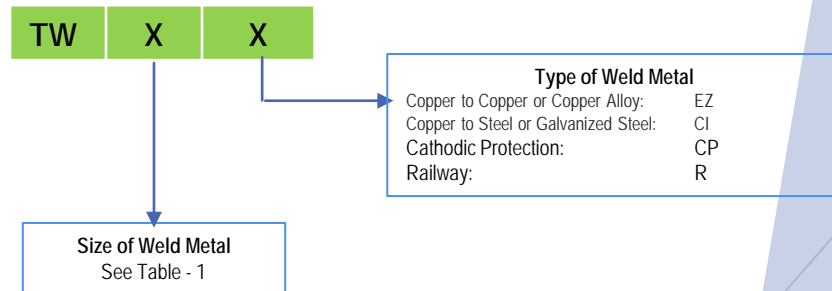 TW X X
Type of Weld Metal
Copper to Copper or Copper Alloy: EZ
Copper to Steel or Galvanized Steel: CI
Cathodic Protection: CP
Railway: R
Size of Weld Metal
See Table - 1